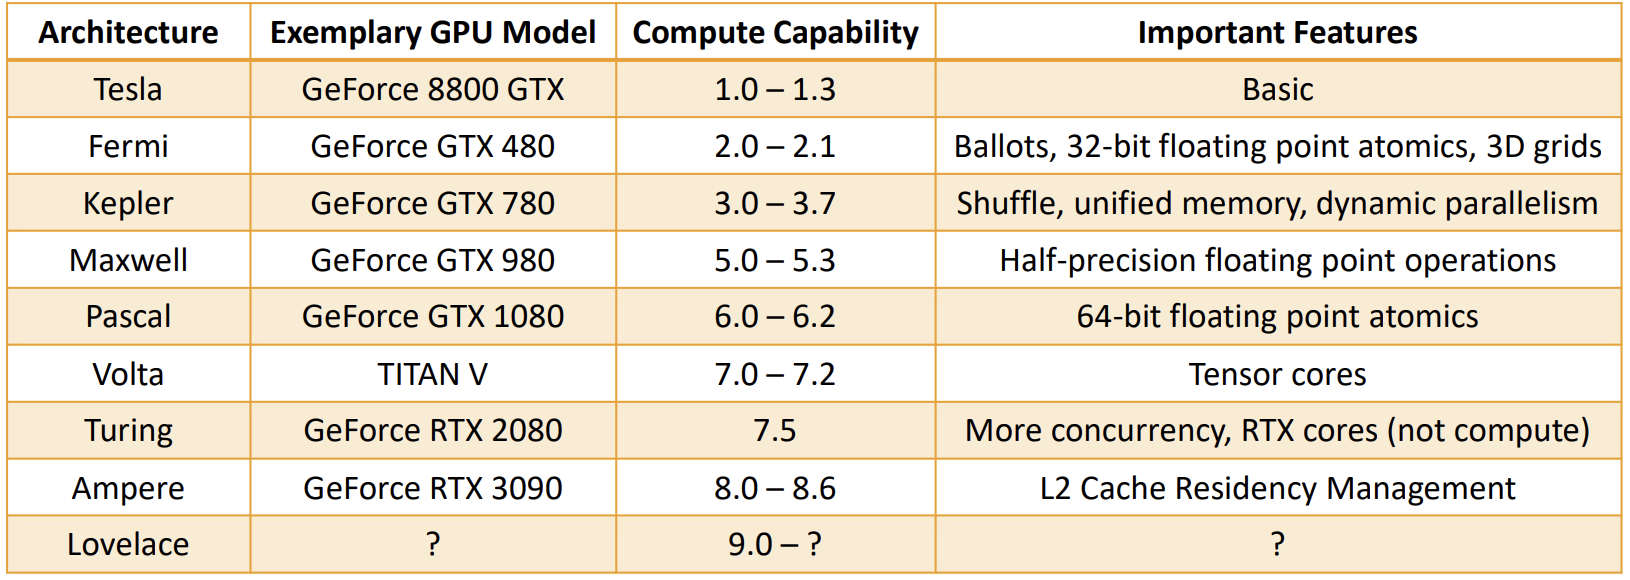 Architecture Exemplary GPU Model Compute Capability Important Features
Tesla GeForce 8800 GTX 1.0 – 1.3 Basic
Fermi GeForce GTX 480 2.0 – 2.1 Ballots, 32-bit floating point atomics, 3D grids
Kepler GeForce GTX 780 3.0 – 3.7 Shuffle, unified memory, dynamic parallelism
Maxwell GeForce GTX 980 5.0 – 5.3 Half-precision floating point operations
Pascal GeForce GTX 1080 6.0 – 6.2 64-bit floating point atomics
Volta TITAN V 7.0 – 7.2 Tensor cores
Turing GeForce RTX 2080 7.5 More concurrency, RTX cores (not compute)
Ampere GeForce RTX 3090 8.0 – 8.6 L2 Cache Residency Management
Lovelace ? 9.0 – ? ?